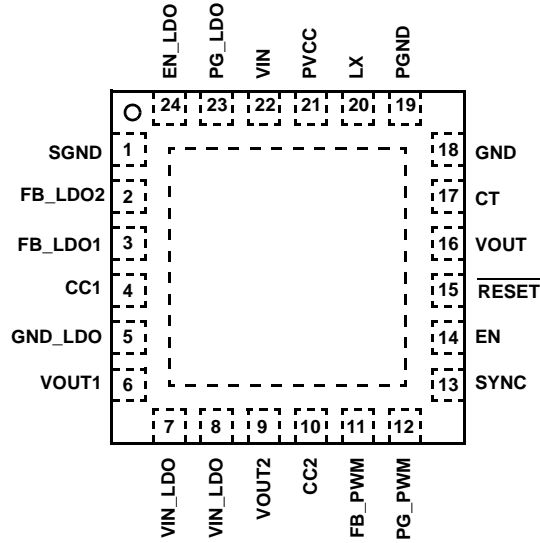 EN_LDO PG_LDO VIN PVCC LX PGND
24 23 22 21 20 19
SGND 1 18 GND
FB_LDO2 2 17 CT
FB_LDO1 3 16 VOUT
CC1 4 15 RESET
GND_LDO 5 14 EN
VOUT1 6 13 SYNC
7 8 9 10 11 12
VIN_LDO VIN_LDO VOUT2 CC2 FB_PWM PG_PWM